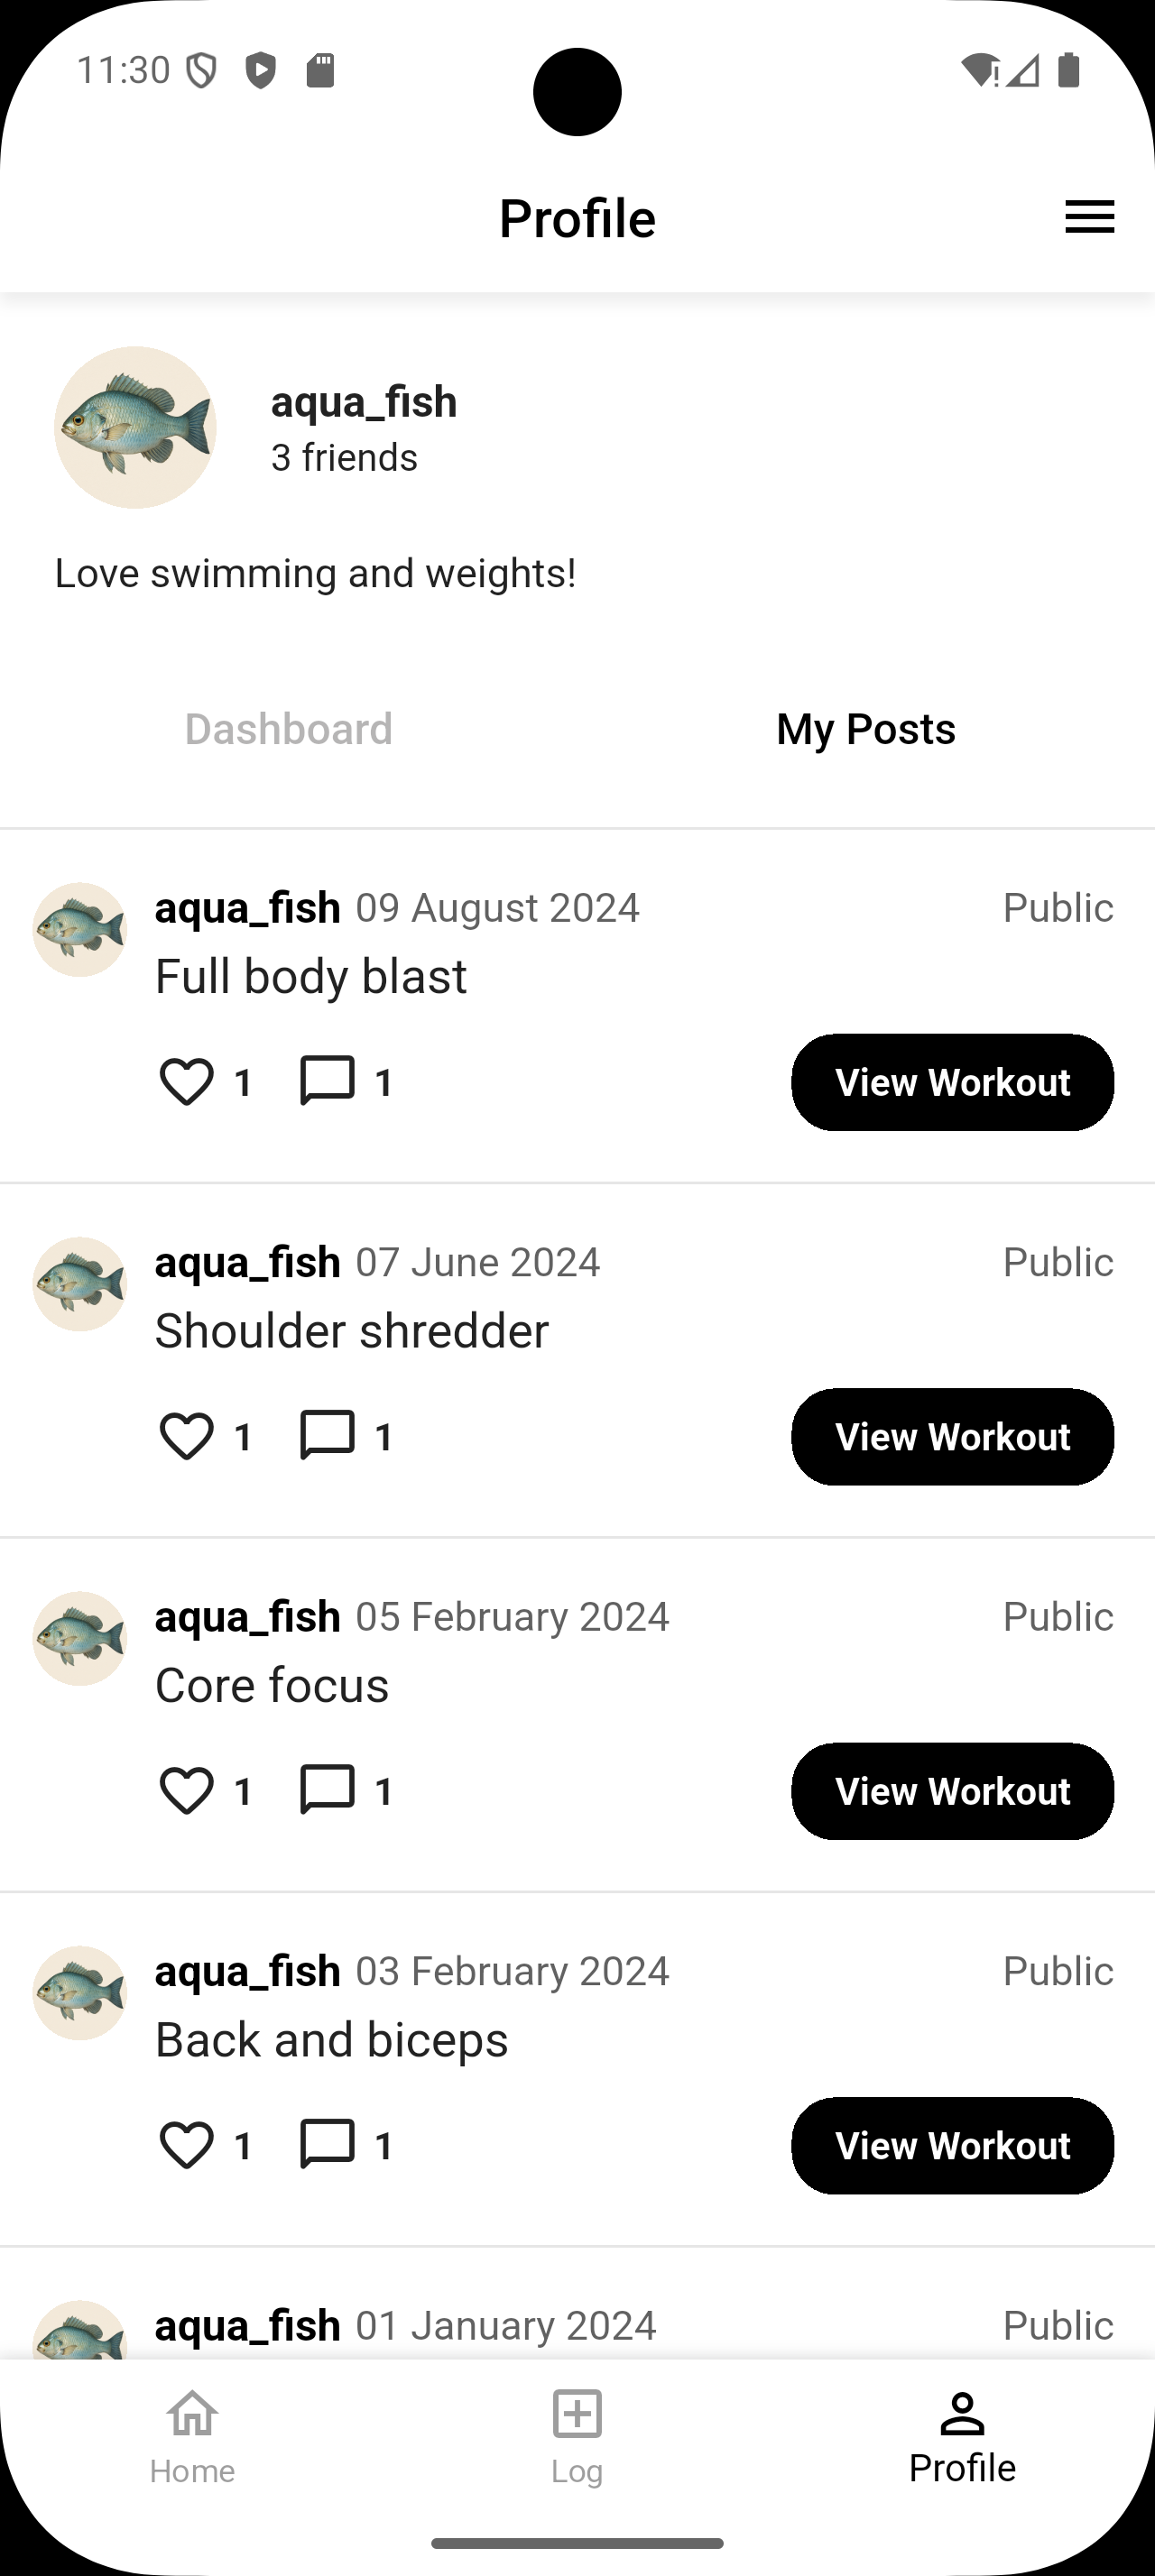 11:30
Profile
aqua_fish
3 friends
Love swimming and weights!
Dashboard My Posts
aqua_fish 09 August 2024 Public
Full body blast
1 1 View Workout
aqua_fish 07 June 2024 Public
Shoulder shredder
1 1 View Workout
aqua_fish 05 February 2024 Public
Core focus
1 1 View Workout
aqua_fish 03 February 2024 Public
Back and biceps
1 1 View Workout
aqua_fish 01 January 2024 Public
Home Log Profile